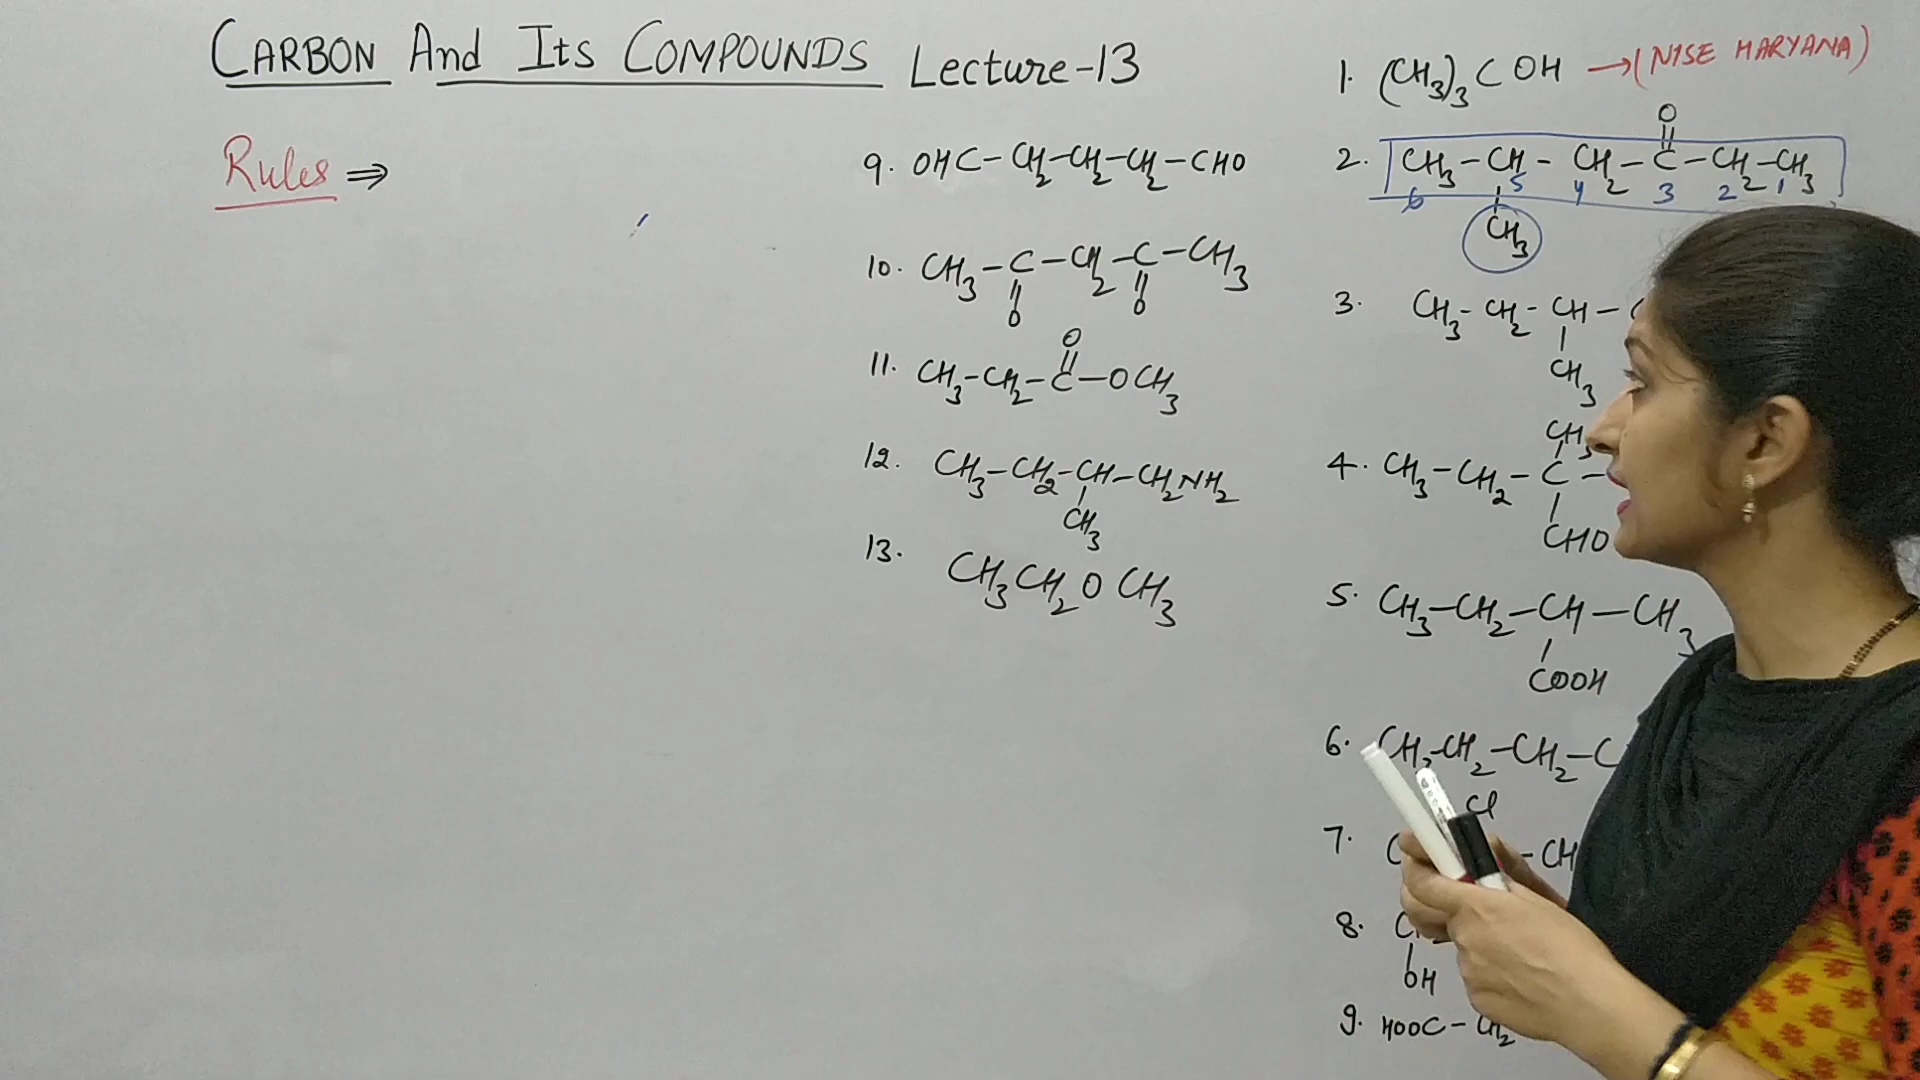 CARBON And Its COMPOUNDS Lecture-13
Rules ⇒
9. OHC-CH2-CH2-CH2-CHO
10. CH3-C-CH2-C-CH3
O O
O
11. CH3-CH2-C-OCH3
12. CH3-CH2-CH-CH2NH2
CH3
13. CH3CH2OCH3
1. (CH3)3COH →(NISE HARYANA)
O
2. CH3-CH-CH2-C-CH2-CH3
6 5 4 3 2 1
CH3
3. CH3-CH2-CH-
CH3
CH3
4. CH3-CH2-C-
CHO
5. CH3-CH2-CH-CH3
COOH
6. CH3-CH2-CH2-C
Cl
7. C -CH
8. C
OH
9. HOOC-CH2